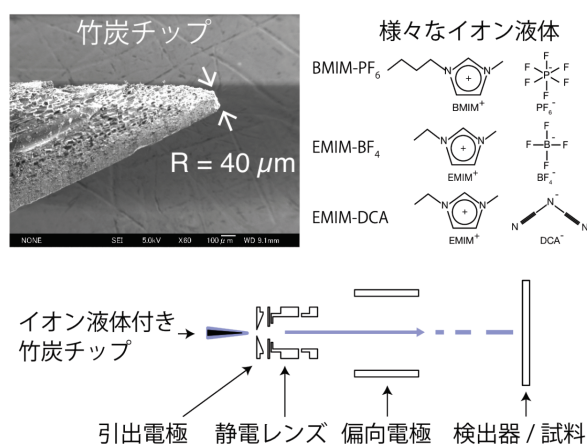 竹炭チップ
R = 40 μm
NONE SEI 5.0kV X80 100μm WD 9.1mm
様々なイオン液体
BMIM-PF6
N + N
BMIM+
F
F F
P-
F F
F
PF6-
EMIM-BF4
N + N
EMIM+
F
F B- F
F
BF4-
EMIM-DCA
N + N
EMIM+
N-
N N
DCA-
イオン液体付き
竹炭チップ
引出電極 静電レンズ 偏向電極 検出器 / 試料